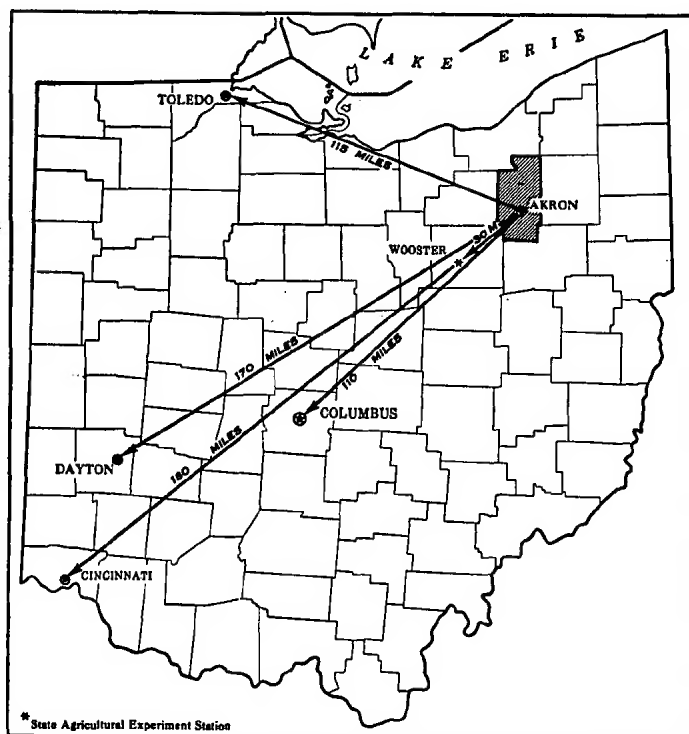 LAKE ERIE
TOLEDO
115 MILES
AKRON
30 M.
WOOSTER
*
170 MILES
110 MILES
COLUMBUS
DAYTON
180 MILES
CINCINNATI
* State Agricultural Experiment Station